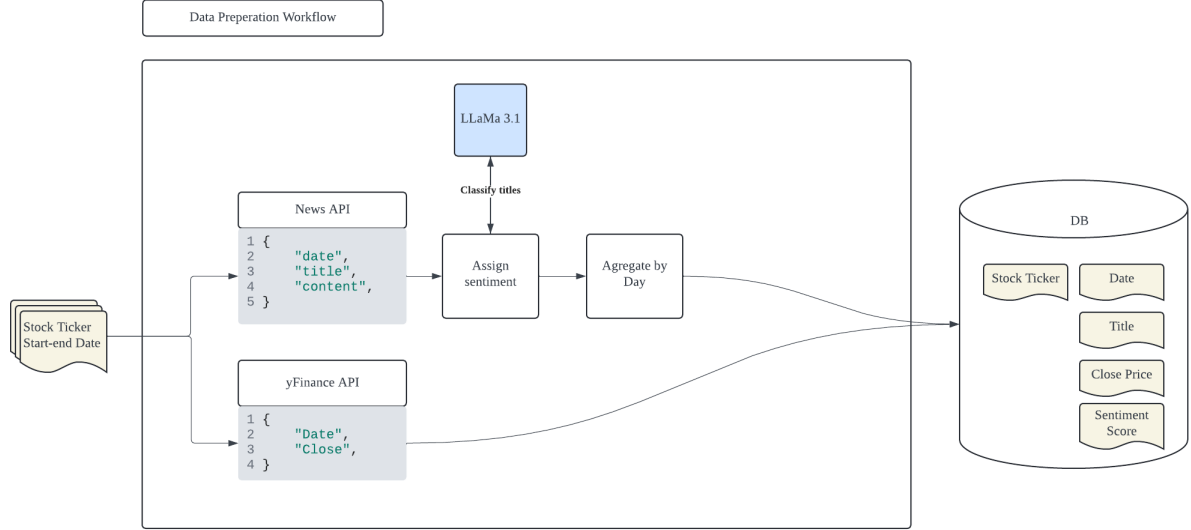 Data Preperation Workflow
LLaMa 3.1
Classify titles
News API
1 {
2 "date",
3 "title",
4 "content",
5 }
Assign
sentiment
Agregate by
Day
Stock Ticker
Start-end Date
yFinance API
1 {
2 "Date",
3 "Close",
4 }
DB
Stock Ticker
Date
Title
Close Price
Sentiment
Score